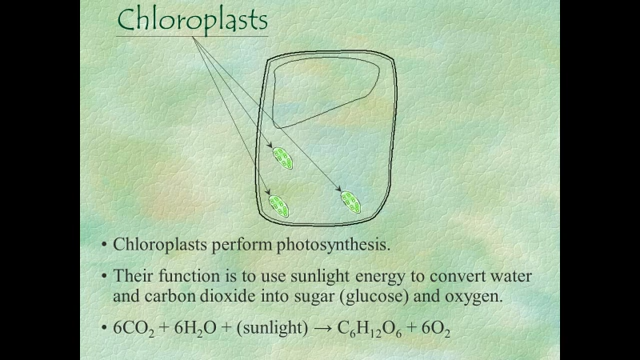 Chloroplasts
• Chloroplasts perform photosynthesis.
• Their function is to use sunlight energy to convert water
and carbon dioxide into sugar (glucose) and oxygen.
• 6CO₂ + 6H₂O + (sunlight) → C₆H₁₂O₆ + 6O₂